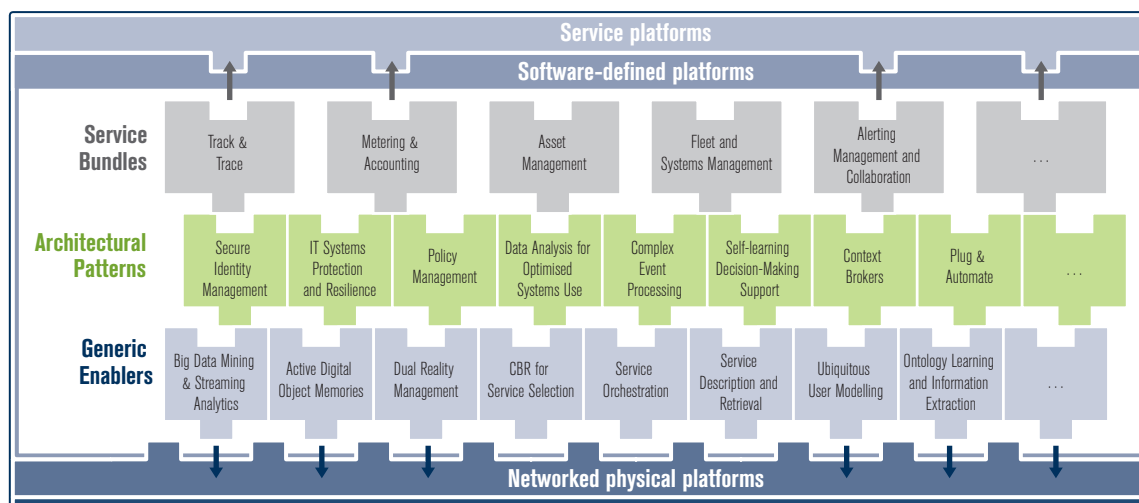 Service platforms
Software-defined platforms
Service
Bundles
Track &
Trace
Metering &
Accounting
Asset
Management
Fleet and
Systems Management
Alerting
Management and
Collaboration
...
Architectural
Patterns
Secure
Identity
Management
IT Systems
Protection
and Resilience
Policy
Management
Data Analysis for
Optimised
Systems Use
Complex
Event
Processing
Self-learning
Decision-Making
Support
Context
Brokers
Plug &
Automate
...
Generic
Enablers
Big Data Mining
& Streaming
Analytics
Active Digital
Object Memories
Dual Reality
Management
CBR for
Service Selection
Service
Orchestration
Service
Description and
Retrieval
Ubiquitous
User Modelling
Ontology Learning
and Information
Extraction
...
Networked physical platforms